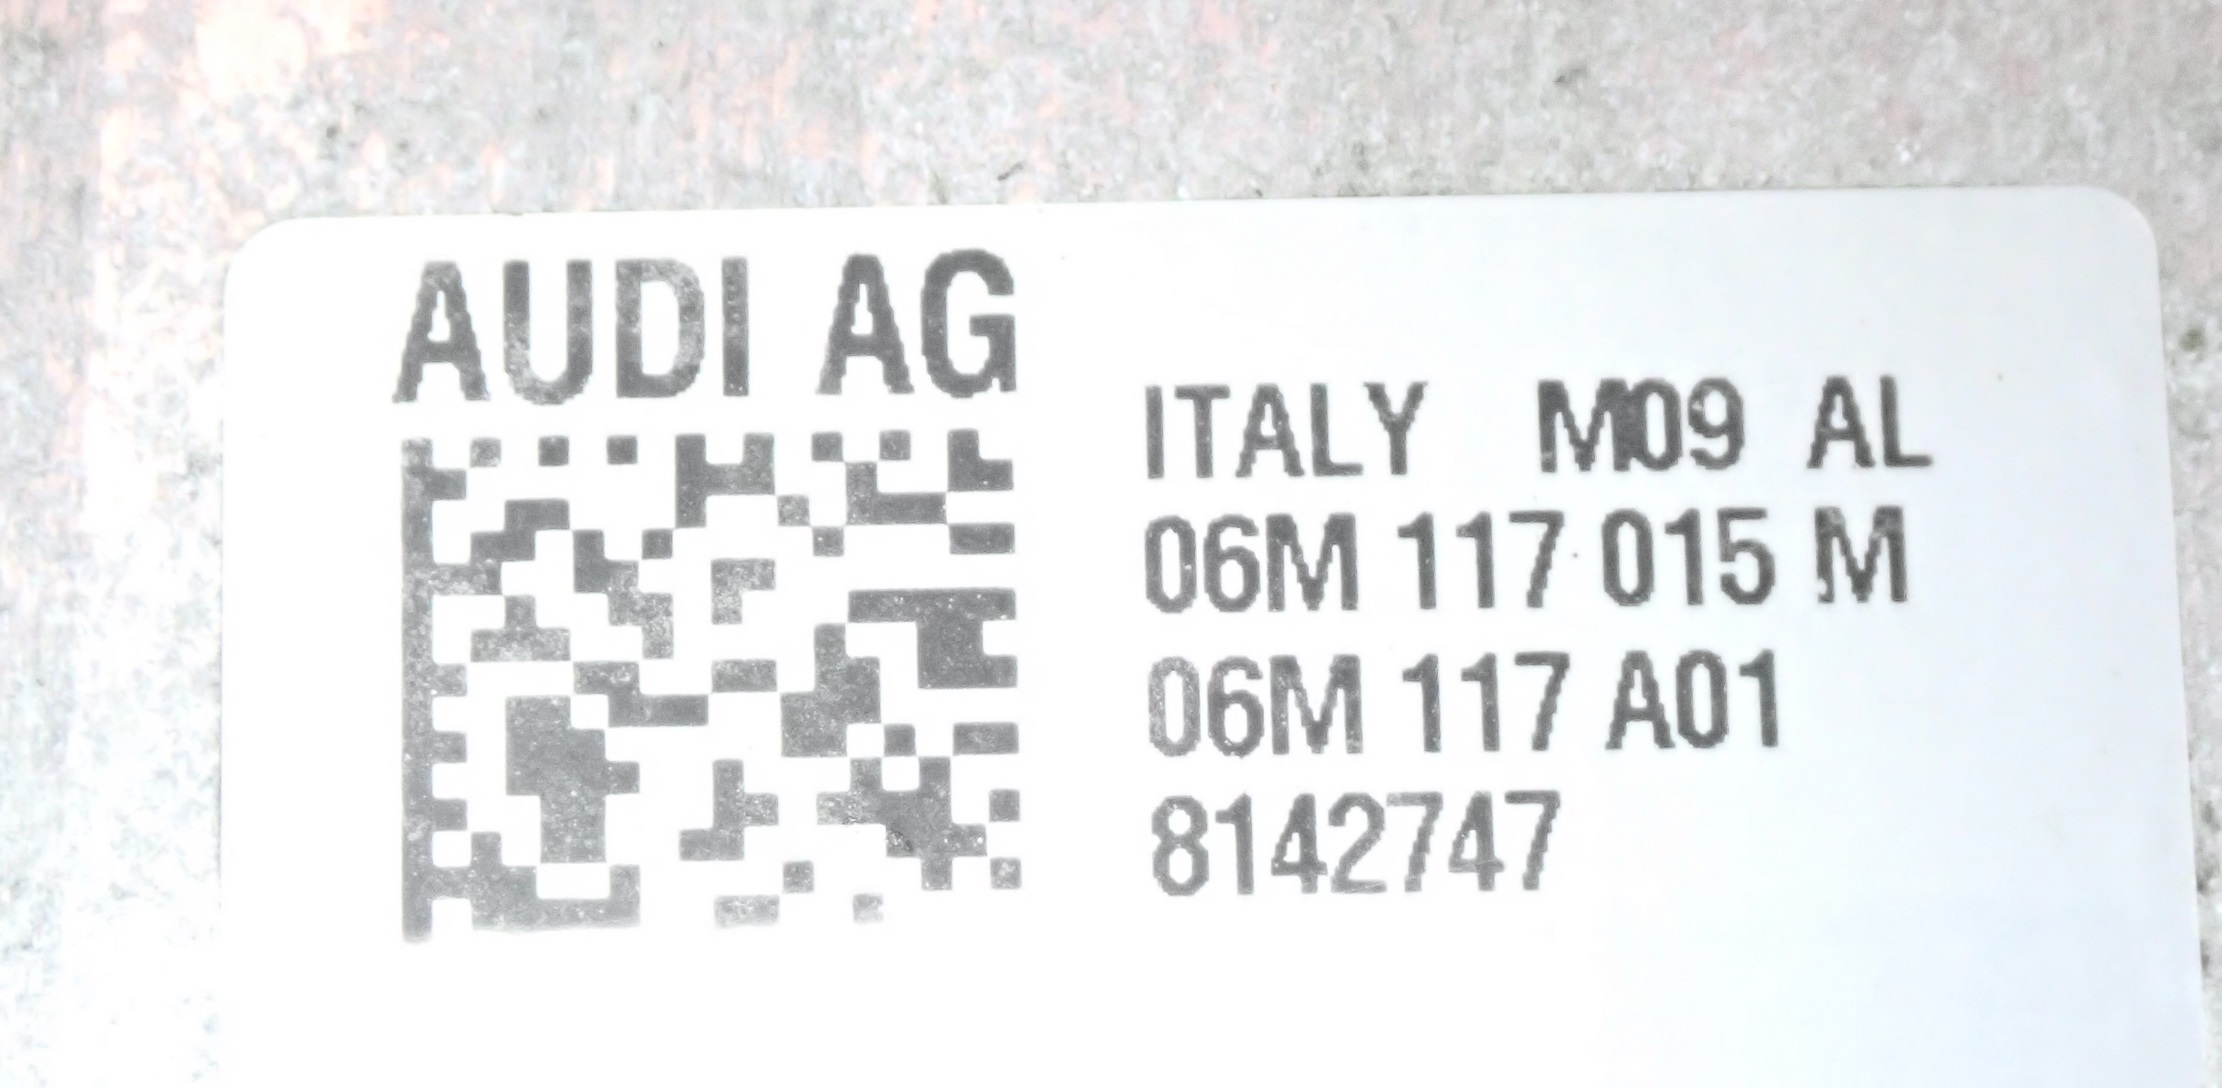 AUDI AG
ITALY M09 AL
06M 117 015 M
06M 117 A01
8142747